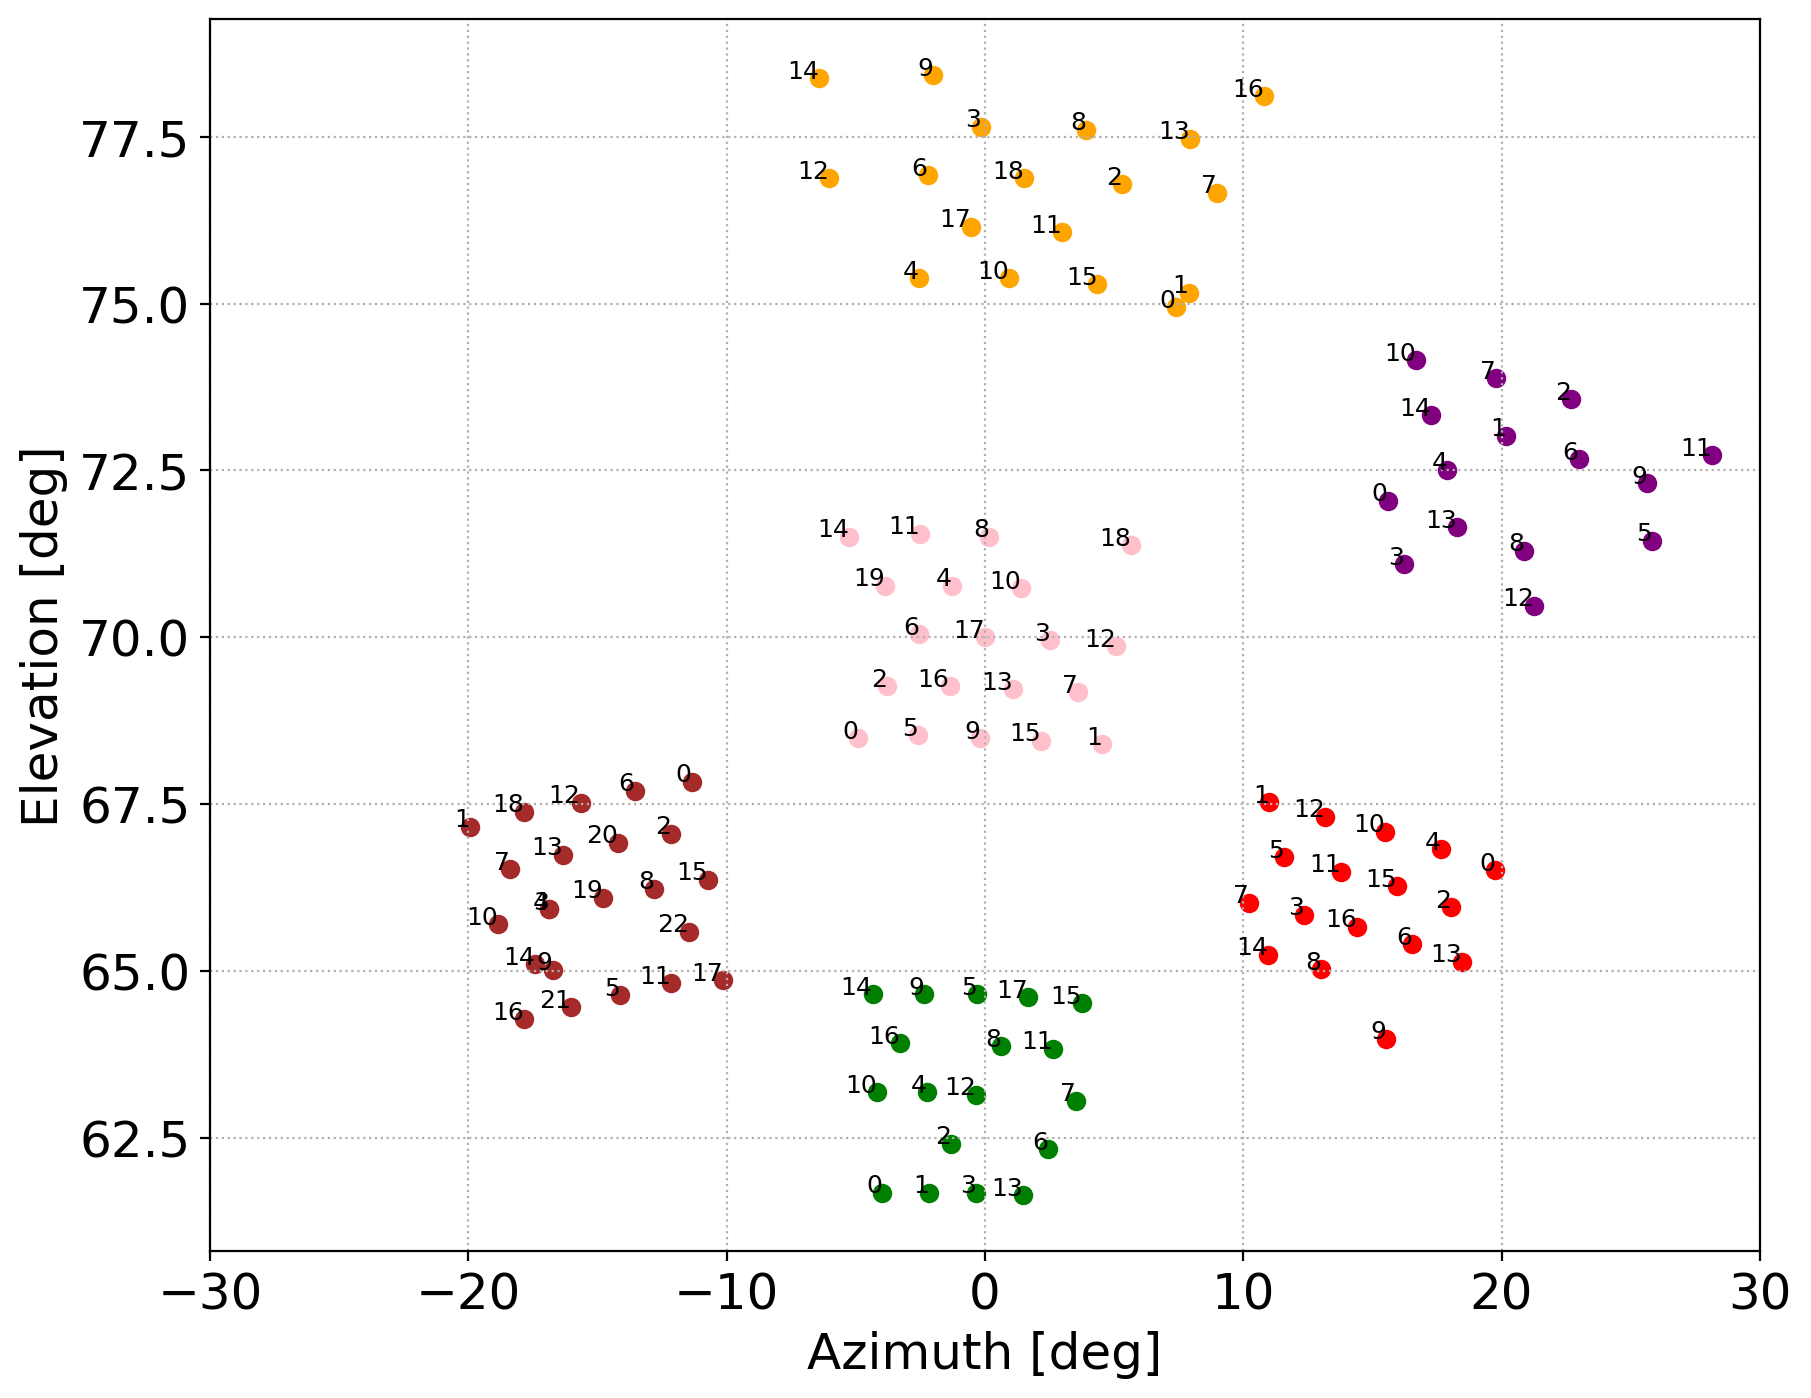 14 9 16
3 8 13
77.5
12 6 18 2 7
17 11
4 10 15 1
75.0 0
10 7 2
14 1 11
72.5 4 6 9
0 13 8 5
3 12
14 11 8 18
19 4 10
70.0 6 17 3 12
2 16 13 7
0 5 9 15 1
67.5
1 18 12 6 0
7 13 20 2
10 19 8 15
3 4 22
14 9
65.0
16 21 5 11 17
1 12 10 4 0
5 11 15 2
7 3 16 6 13
14 8 9
14 9 5 17 15
16 8 11
10 4 12 7
62.5 2 6
0 1 3 13
Elevation [deg]
−30 −20 −10 0 10 20 30
Azimuth [deg]